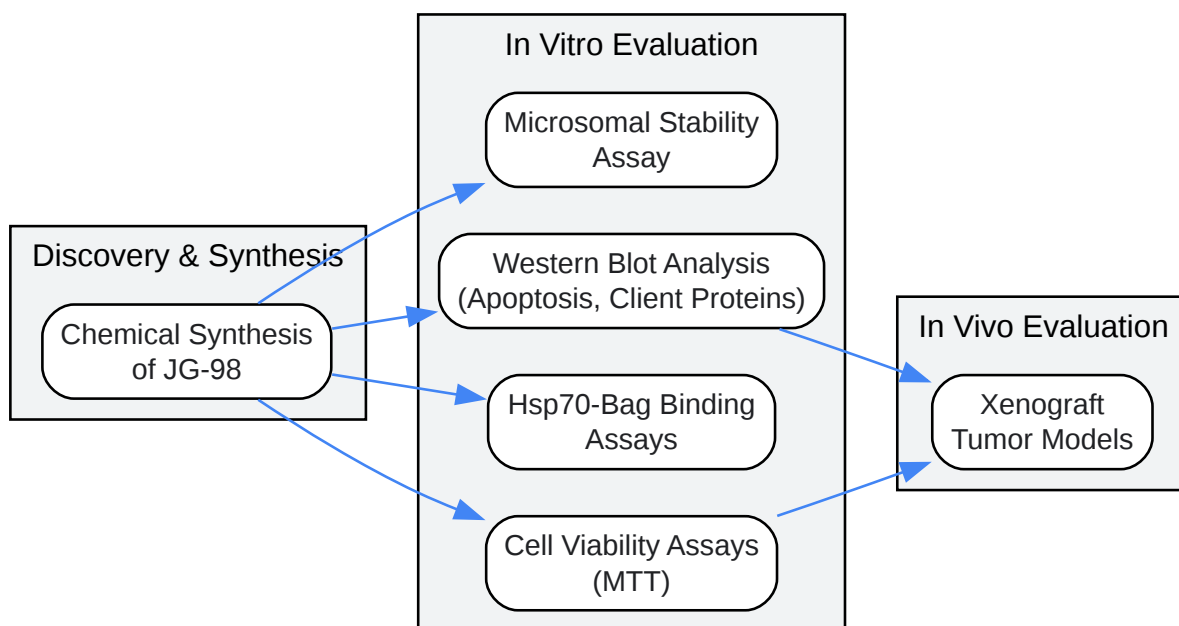 Discovery & Synthesis
Chemical Synthesis
of JG-98
In Vitro Evaluation
Microsomal Stability
Assay
Western Blot Analysis
(Apoptosis, Client Proteins)
Hsp70-Bag Binding
Assays
Cell Viability Assays
(MTT)
In Vivo Evaluation
Xenograft
Tumor Models